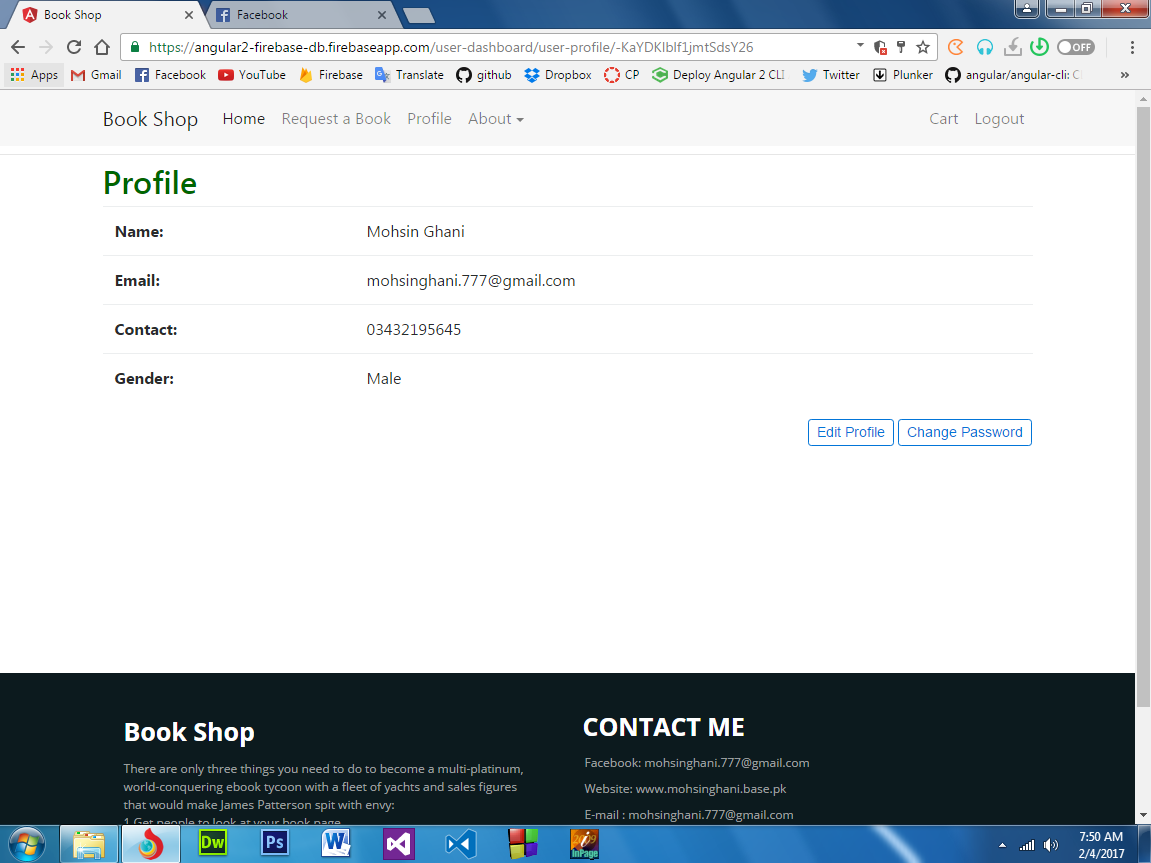 Book Shop
Facebook
https://angular2-firebase-db.firebaseapp.com/user-dashboard/user-profile/-KaYDKIbIf1jmtSdsY26
OFF
Apps Gmail Facebook YouTube Firebase Translate github Dropbox CP Deploy Angular 2 CLI Twitter Plunker angular/angular-cli: C »
Book Shop Home Request a Book Profile About Cart Logout
Profile
Name: Mohsin Ghani
Email: mohsinghani.777@gmail.com
Contact: 03432195645
Gender: Male
Edit Profile Change Password
Book Shop
There are only three things you need to do to become a multi-platinum,
world-conquering ebook tycoon with a fleet of yachts and sales figures
that would make James Patterson spit with envy:
1.Get people to look at your book page
CONTACT ME
Facebook: mohsinghani.777@gmail.com
Website: www.mohsinghani.base.pk
E-mail : mohsinghani.777@gmail.com
Dw Ps W 2009 InPage
7:50 AM
2/4/2017